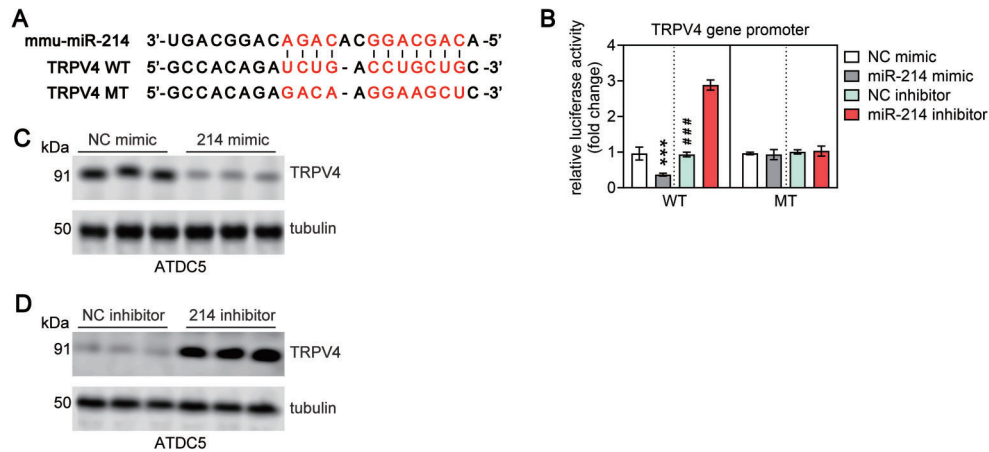 A
mmu-miR-214 3'-UGACGGACAGACACGGACGACA-5'
TRPV4 WT 5'-GCCACAGAUCUG-ACCUGCUGC-3'
TRPV4 MT 5'-GCCACAGAGACA-AGGAAGCUC-3'
B
TRPV4 gene promoter
relative luciferase activity
(fold change)
4
3
2
1
0
***
###
WT
MT
NC mimic
miR-214 mimic
NC inhibitor
miR-214 inhibitor
C
kDa
NC mimic
214 mimic
91
TRPV4
50
tubulin
ATDC5
D
kDa
NC inhibitor
214 inhibitor
91
TRPV4
50
tubulin
ATDC5